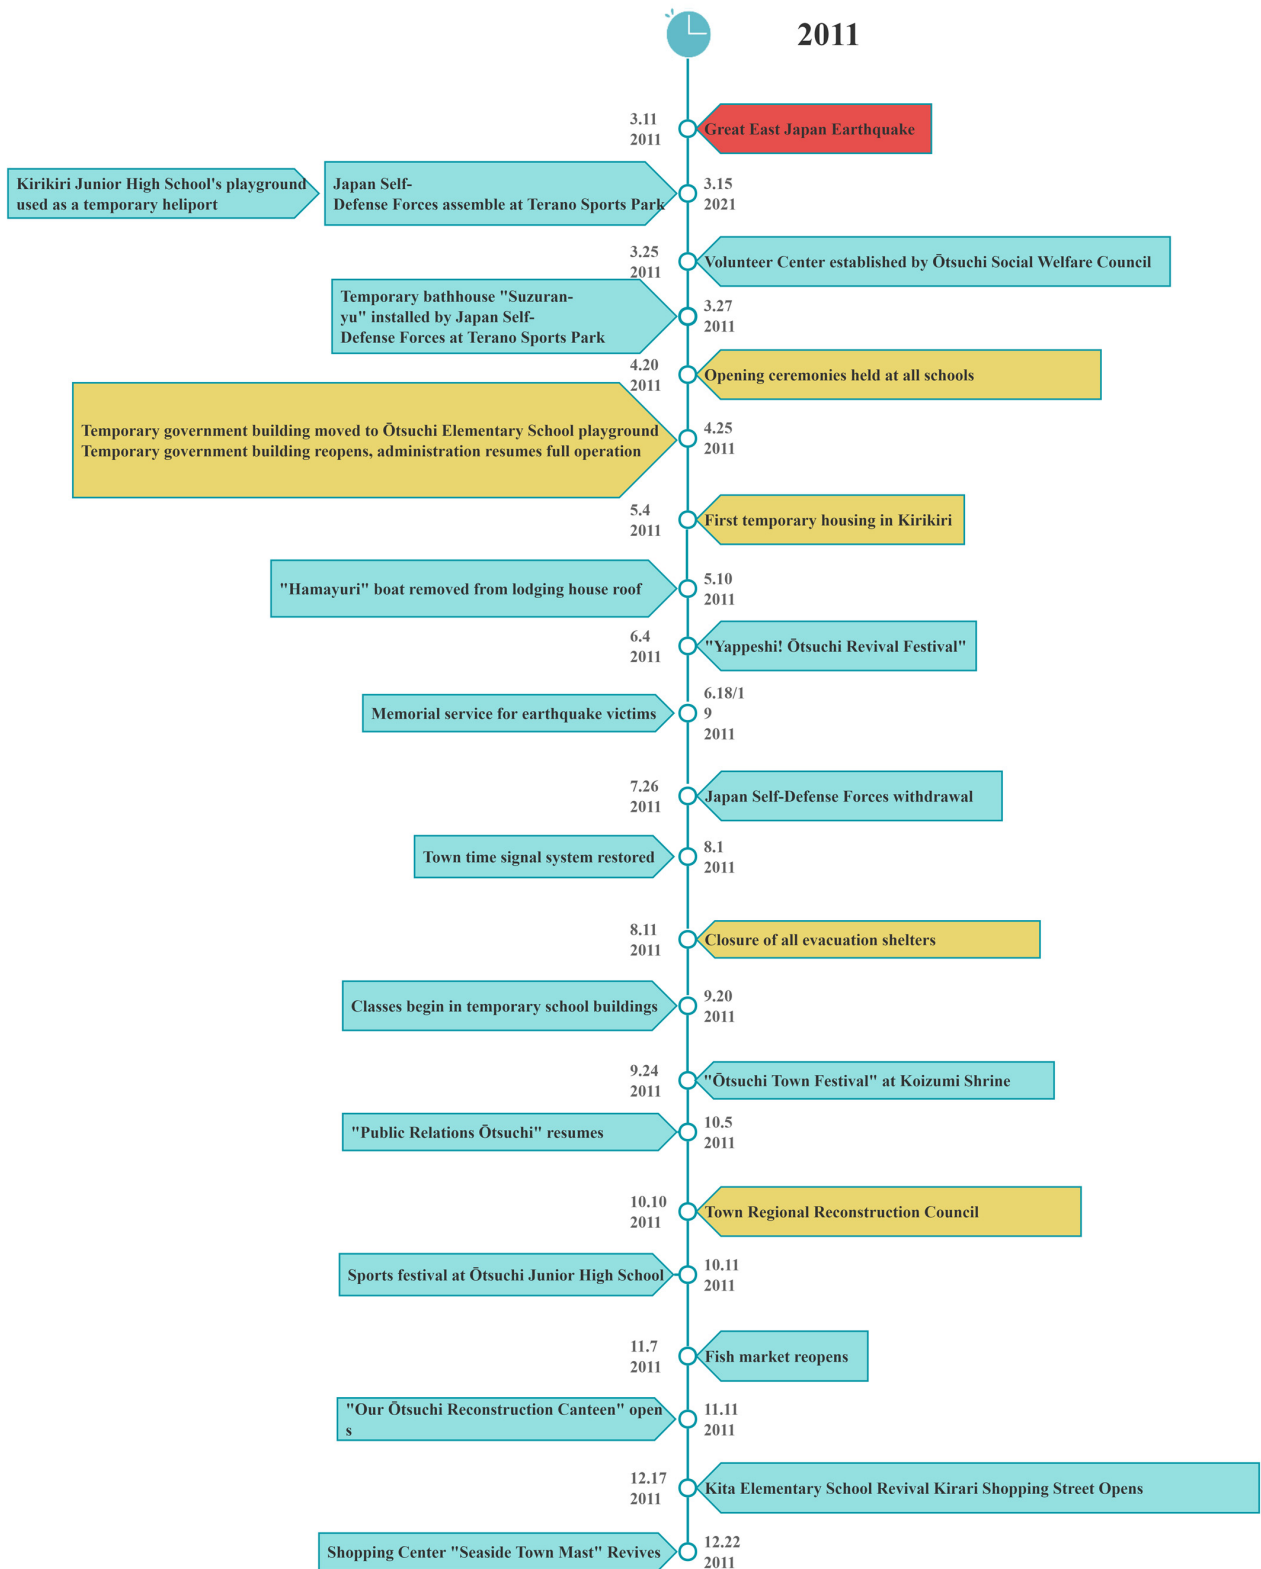 2011
3.11
2011
Great East Japan Earthquake
Kirikiri Junior High School's playground
used as a temporary heliport
Japan Self-
Defense Forces assemble at Terano Sports Park
3.15
2021
3.25
2011
Volunteer Center established by Ōtsuchi Social Welfare Council
Temporary bathhouse "Suzuran-
yu" installed by Japan Self-
Defense Forces at Terano Sports Park
3.27
2011
4.20
2011
Opening ceremonies held at all schools
Temporary government building moved to Ōtsuchi Elementary School playground
Temporary government building reopens, administration resumes full operation
4.25
2011
5.4
2011
First temporary housing in Kirikiri
"Hamayuri" boat removed from lodging house roof
5.10
2011
6.4
2011
"Yappeshi! Ōtsuchi Revival Festival"
Memorial service for earthquake victims
6.18/1
9
2011
7.26
2011
Japan Self-Defense Forces withdrawal
Town time signal system restored
8.1
2011
8.11
2011
Closure of all evacuation shelters
Classes begin in temporary school buildings
9.20
2011
9.24
2011
"Ōtsuchi Town Festival" at Koizumi Shrine
"Public Relations Ōtsuchi" resumes
10.5
2011
10.10
2011
Town Regional Reconstruction Council
Sports festival at Ōtsuchi Junior High School
10.11
2011
11.7
2011
Fish market reopens
"Our Ōtsuchi Reconstruction Canteen" open
s
11.11
2011
12.17
2011
Kita Elementary School Revival Kirari Shopping Street Opens
Shopping Center "Seaside Town Mast" Revives
12.22
2011